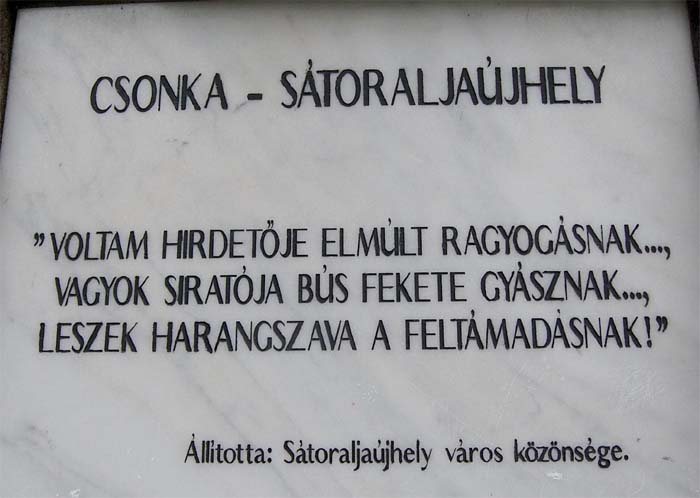 CSONKA - SÁTORALJAÚJHELY
"VOLTAM HIRDETŐJE ELMÚLT RAGYOGÁSNAK...,
VAGYOK SIRATÓJA BÚS FEKETE GYÁSZNAK...,
LESZEK HARANGSZAVA A FELTÁMADÁSNAK!"
Állította: Sátoraljaújhely város közönsége.